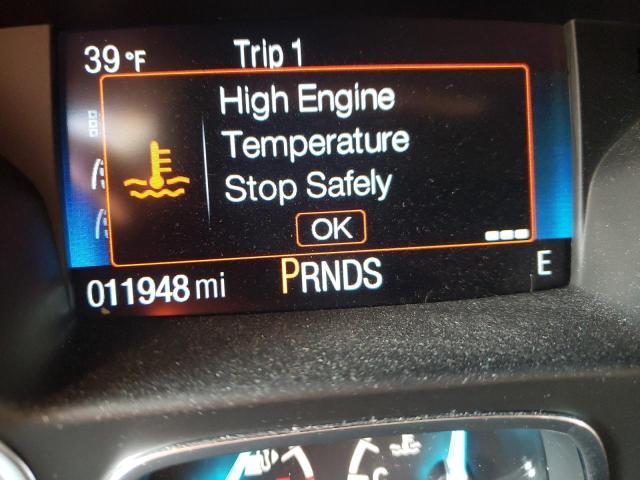 39 °F Trip 1
High Engine
Temperature
Stop Safely
OK
011948 mi PRNDS E
C